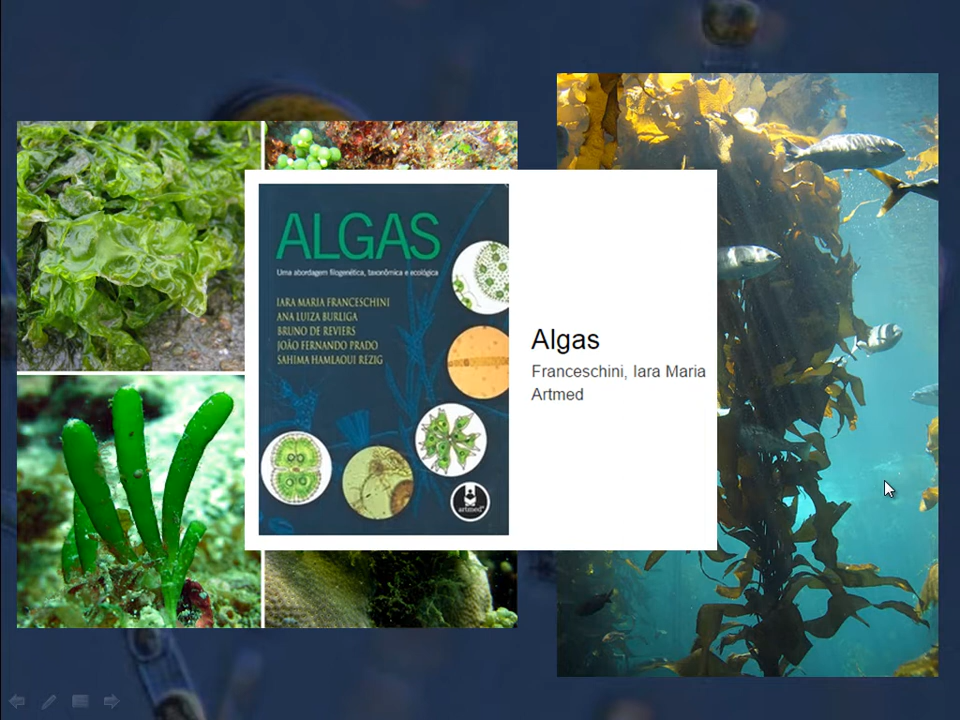 ALGAS
Uma abordagem filogenética, taxonômica e ecológica
IARA MARIA FRANCESCHINI
ANA LUIZA BURLIGA
BRUNO DE REVIERS
JOÃO FERNANDO PRADO
SAHIMA HAMLAOUI RÉZIG
artmed
Algas
Franceschini, Iara Maria
Artmed